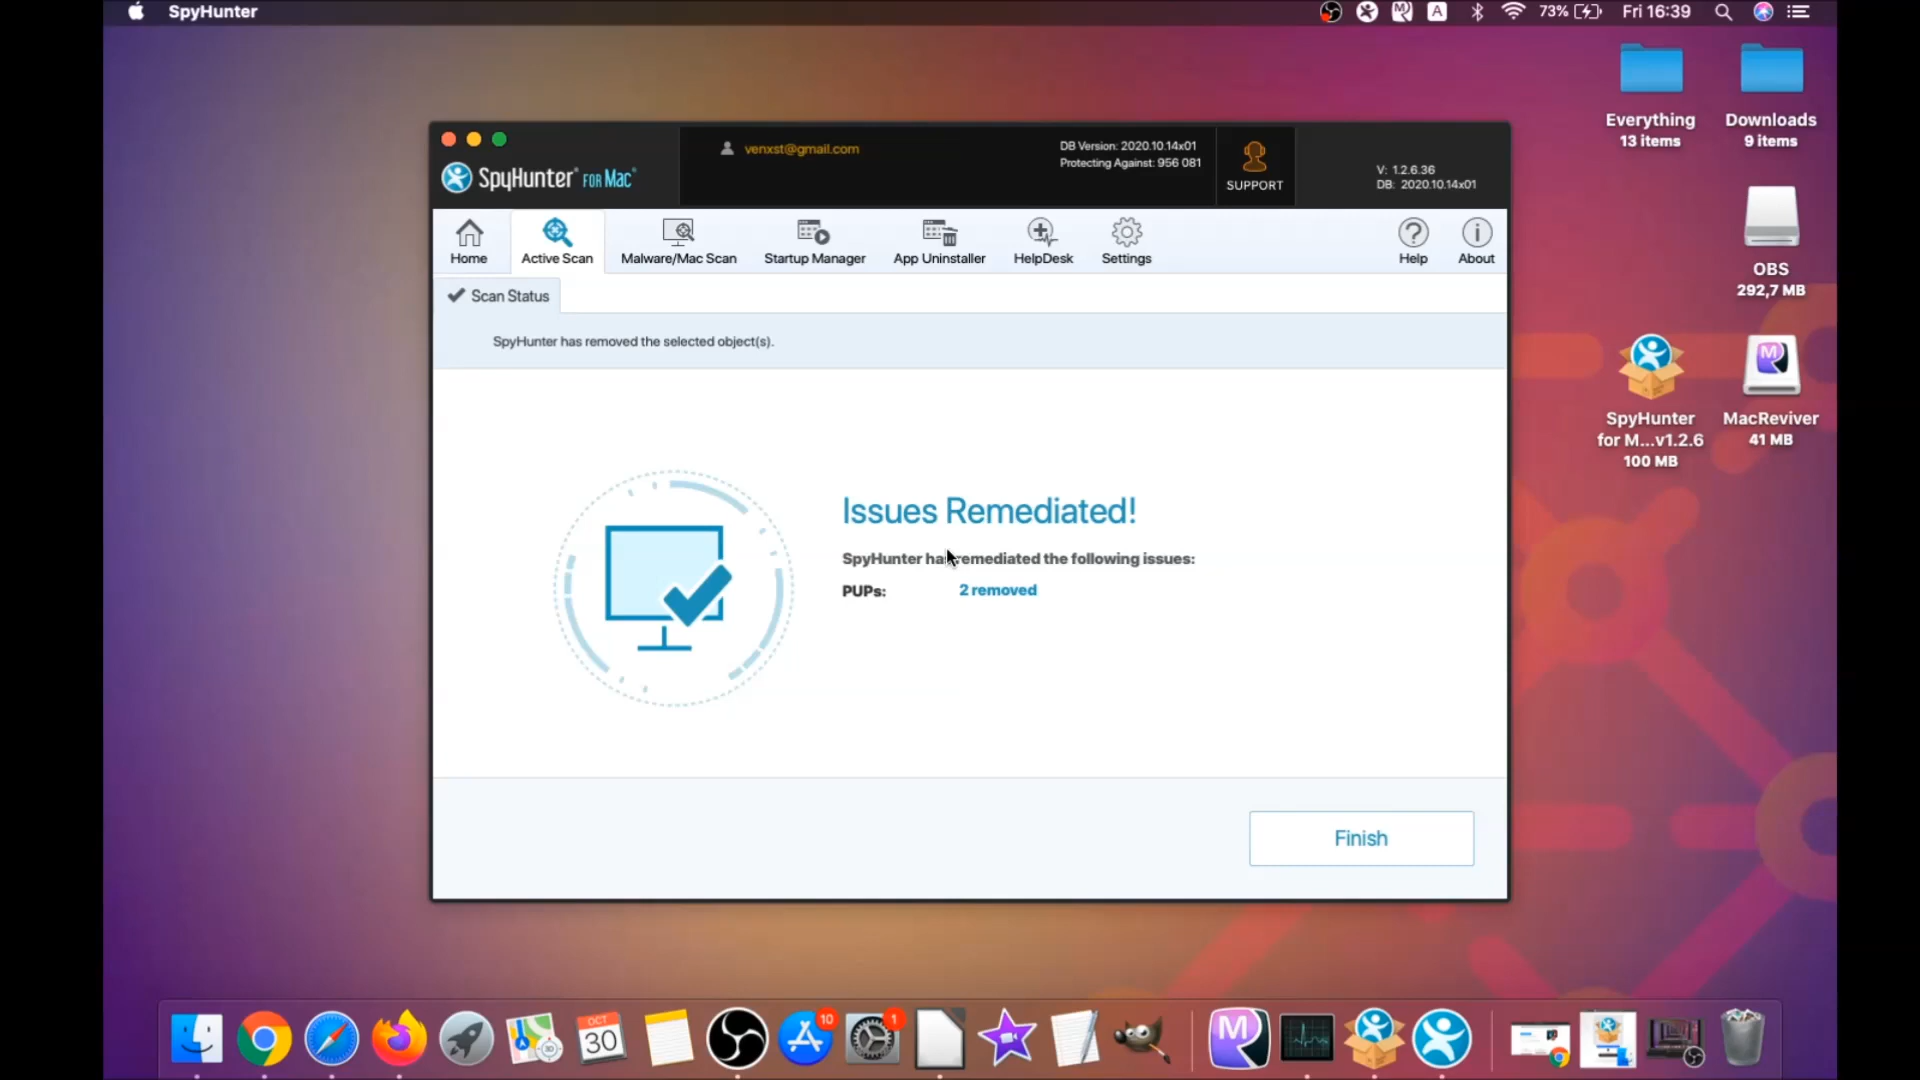 SpyHunter
A
73%
Fri 16:39
Everything
13 items
Downloads
9 items
OBS
292,7 MB
SpyHunter
for M...v1.2.6
100 MB
MacReviver
41 MB
SpyHunter® FOR MAC®
venxst@gmail.com
DB Version: 2020.10.14x01
Protecting Against: 956 081
SUPPORT
V: 1.2.6.36
DB: 2020.10.14x01
Home
Active Scan
Malware/Mac Scan
Startup Manager
App Uninstaller
HelpDesk
Settings
Help
About
Scan Status
SpyHunter has removed the selected object(s).
Issues Remediated!
SpyHunter has remediated the following issues:
PUPs: 2 removed
Finish
OCT
30
10
1
M